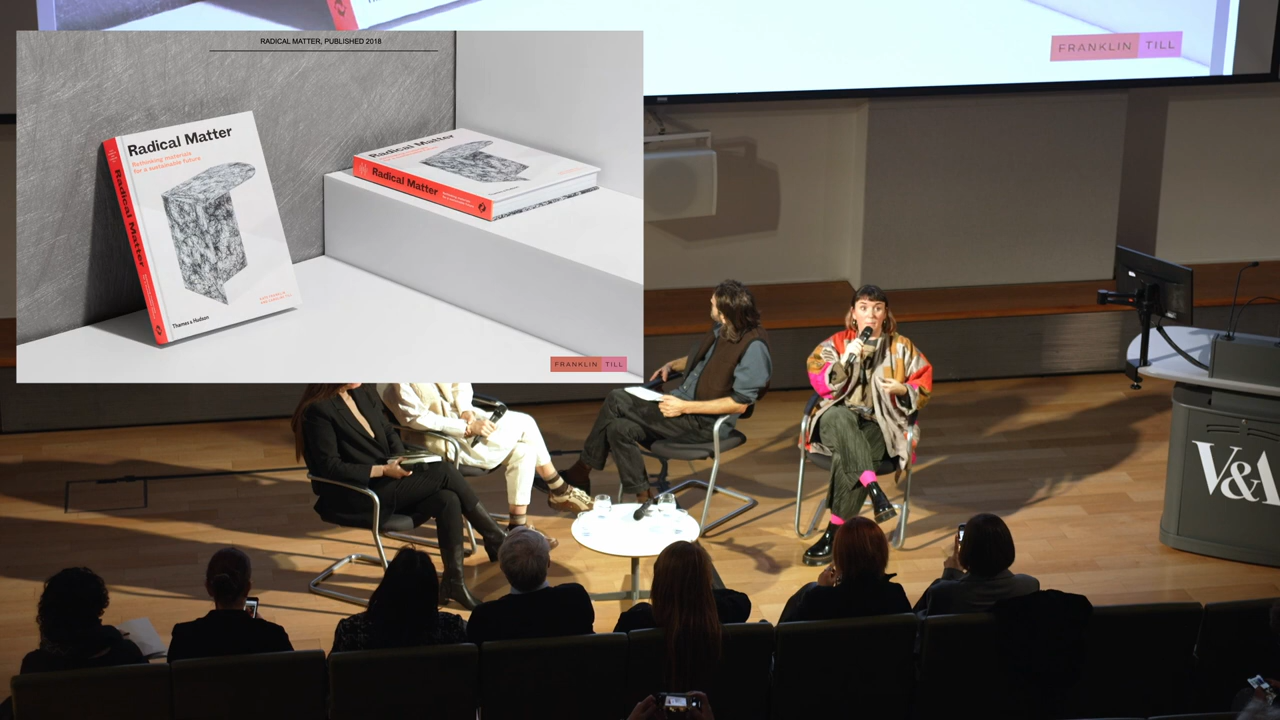 FRANKLIN TILL
RADICAL MATTER, PUBLISHED 2018
Radical Matter
Rethinking materials
for a sustainable future
Radical Matter
Thames & Hudson
Radical Matter
Radical Matter
FRANKLIN TILL
V&A